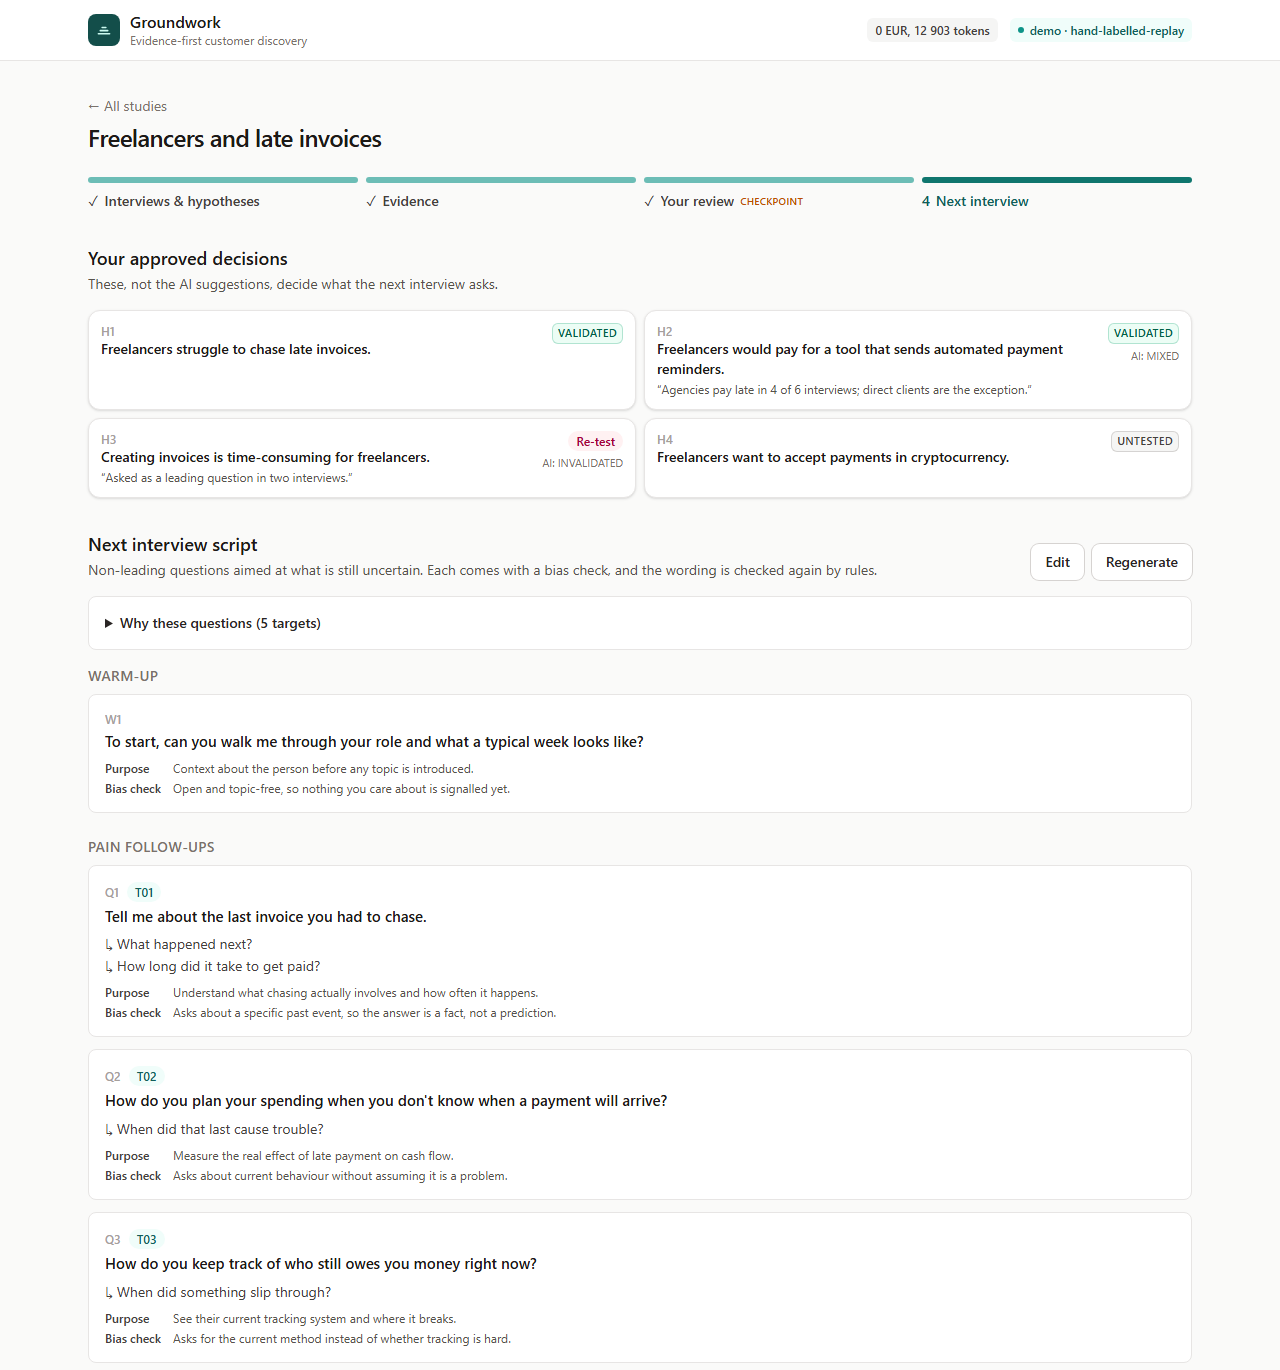 Groundwork
Evidence-first customer discovery
0 EUR, 12 903 tokens
demo · hand-labelled-replay
← All studies
Freelancers and late invoices
✓ Interviews & hypotheses
✓ Evidence
✓ Your review CHECKPOINT
4 Next interview
Your approved decisions
These, not the AI suggestions, decide what the next interview asks.
H1
VALIDATED
Freelancers struggle to chase late invoices.
H2
VALIDATED
AI: MIXED
Freelancers would pay for a tool that sends automated payment
reminders.
“Agencies pay late in 4 of 6 interviews; direct clients are the exception.”
H3
Re-test
AI: INVALIDATED
Creating invoices is time-consuming for freelancers.
“Asked as a leading question in two interviews.”
H4
UNTESTED
Freelancers want to accept payments in cryptocurrency.
Next interview script
Non-leading questions aimed at what is still uncertain. Each comes with a bias check, and the wording is checked again by rules.
Edit
Regenerate
▶ Why these questions (5 targets)
WARM-UP
W1
To start, can you walk me through your role and what a typical week looks like?
Purpose Context about the person before any topic is introduced.
Bias check Open and topic-free, so nothing you care about is signalled yet.
PAIN FOLLOW-UPS
Q1 T01
Tell me about the last invoice you had to chase.
↳ What happened next?
↳ How long did it take to get paid?
Purpose Understand what chasing actually involves and how often it happens.
Bias check Asks about a specific past event, so the answer is a fact, not a prediction.
Q2 T02
How do you plan your spending when you don't know when a payment will arrive?
↳ When did that last cause trouble?
Purpose Measure the real effect of late payment on cash flow.
Bias check Asks about current behaviour without assuming it is a problem.
Q3 T03
How do you keep track of who still owes you money right now?
↳ When did something slip through?
Purpose See their current tracking system and where it breaks.
Bias check Asks for the current method instead of whether tracking is hard.